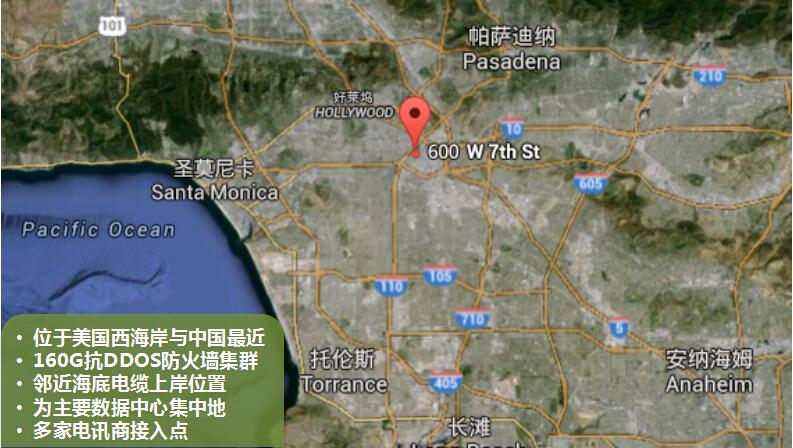 101
帕萨迪纳
Pasadena
210
好莱坞
HOLLYWOOD
10
600 W 7th St
圣莫尼卡
Santa Monica
605
Pacific Ocean
105
110
710
5
位于美国西海岸与中国最近
160G抗DDOS防火墙集群
邻近海底电缆上岸位置
为主要数据中心集中地
多家电讯商接入点
托伦斯
Torrance
405
安纳海姆
Anaheim
长滩